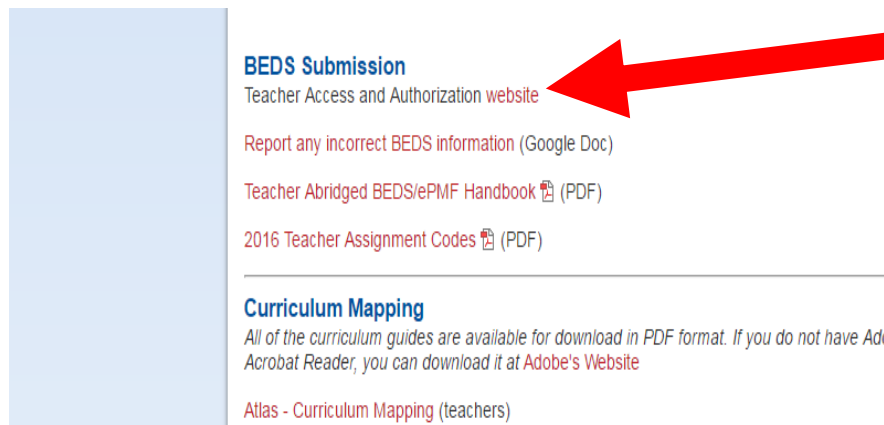 BEDS Submission
Teacher Access and Authorization website
Report any incorrect BEDS information (Google Doc)
Teacher Abridged BEDS/ePMF Handbook (PDF)
2016 Teacher Assignment Codes (PDF)
Curriculum Mapping
All of the curriculum guides are available for download in PDF format. If you do not have Ado
Acrobat Reader, you can download it at Adobe's Website
Atlas - Curriculum Mapping (teachers)